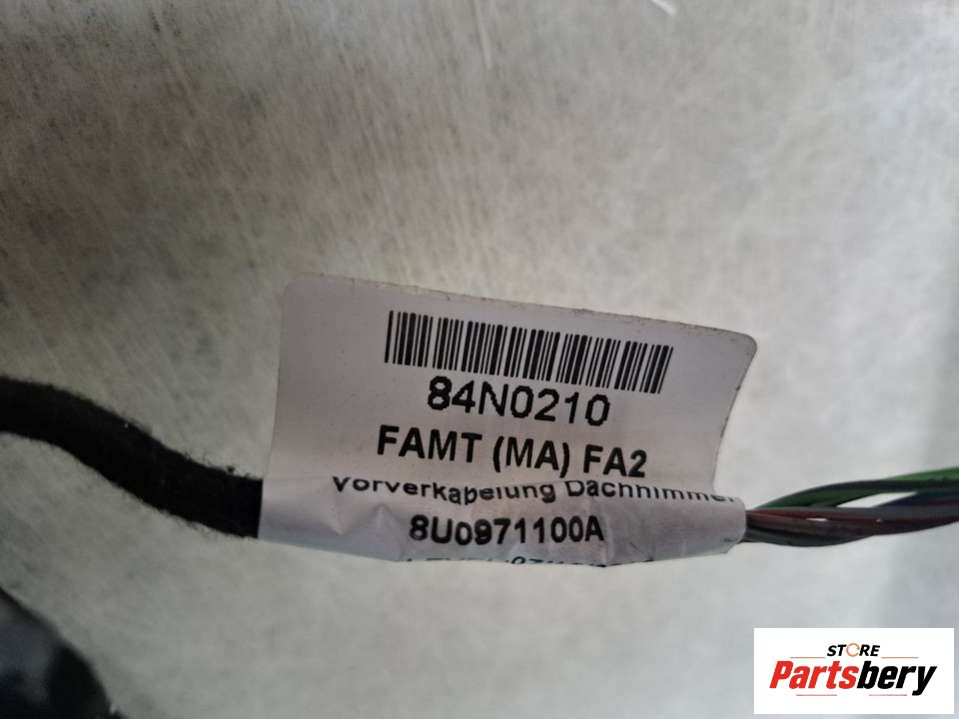 84N0210
FAMT (MA) FA2
Vorverkabelung Dachhimmel
8U0971100A
STORE
Partsbery